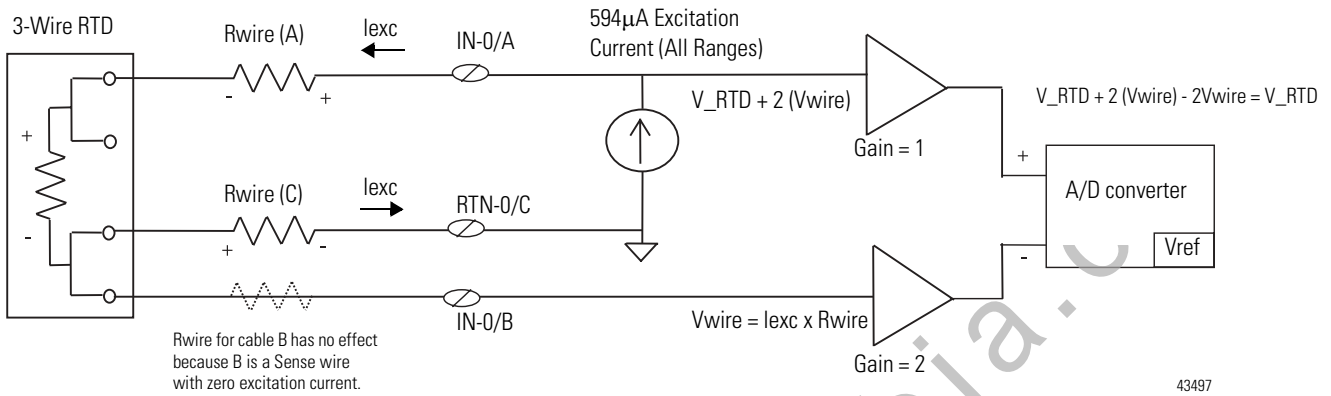 3-Wire RTD
Rwire (A)
Iexc
IN-0/A
594µA Excitation
Current (All Ranges)
- +
V_RTD + 2 (Vwire)
Gain = 1
V_RTD + 2 (Vwire) - 2Vwire = V_RTD
+
-
Rwire (C)
Iexc
RTN-0/C
+ -
+
A/D converter
Vref
-
IN-0/B
Vwire = Iexc x Rwire
Gain = 2
Rwire for cable B has no effect
because B is a Sense wire
with zero excitation current.
43497